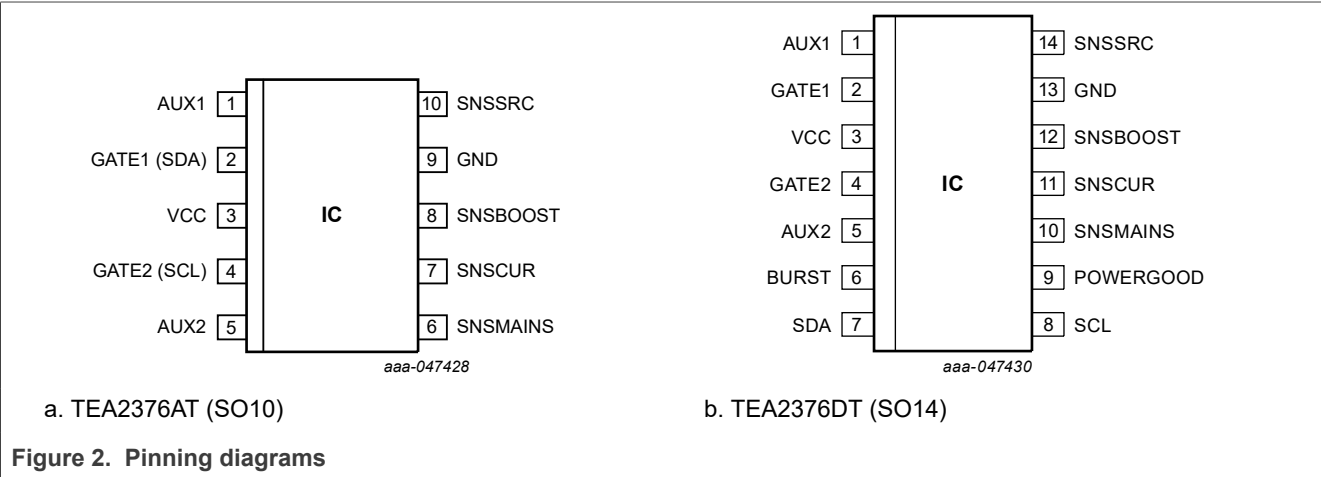 AUX1 1
GATE1 (SDA) 2
VCC 3
GATE2 (SCL) 4
AUX2 5
IC
10 SNSSRC
9 GND
8 SNSBOOST
7 SNSCUR
6 SNSMAINS
aaa-047428
a. TEA2376AT (SO10)
AUX1 1
GATE1 2
VCC 3
GATE2 4
AUX2 5
BURST 6
SDA 7
IC
14 SNSSRC
13 GND
12 SNSBOOST
11 SNSCUR
10 SNSMAINS
9 POWERGOOD
8 SCL
aaa-047430
b. TEA2376DT (SO14)
Figure 2. Pinning diagrams